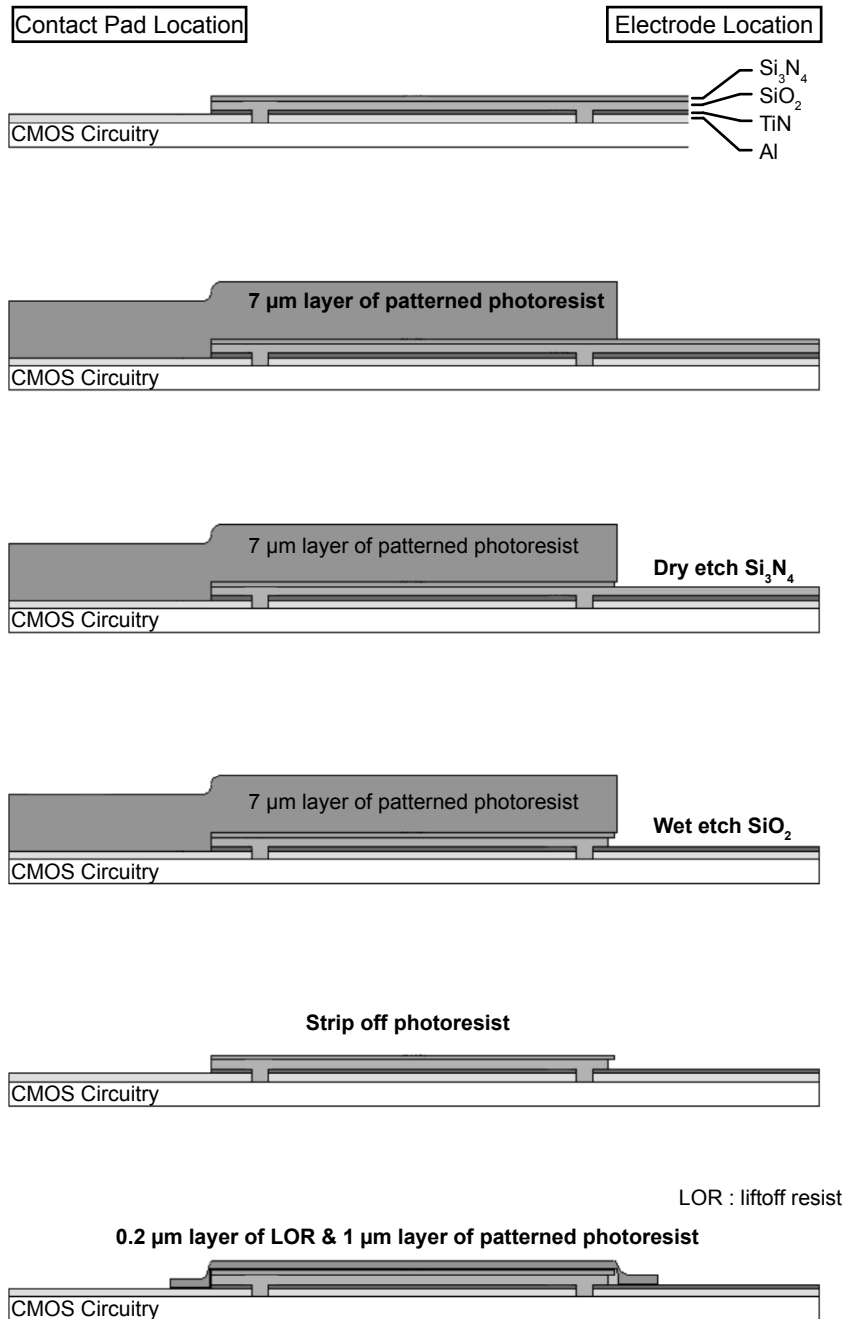 Contact Pad Location
Electrode Location
Si₃N₄
SiO₂
TiN
Al
CMOS Circuitry
7 µm layer of patterned photoresist
CMOS Circuitry
7 µm layer of patterned photoresist
Dry etch Si₃N₄
CMOS Circuitry
7 µm layer of patterned photoresist
Wet etch SiO₂
CMOS Circuitry
Strip off photoresist
CMOS Circuitry
LOR : liftoff resist
0.2 µm layer of LOR & 1 µm layer of patterned photoresist
CMOS Circuitry